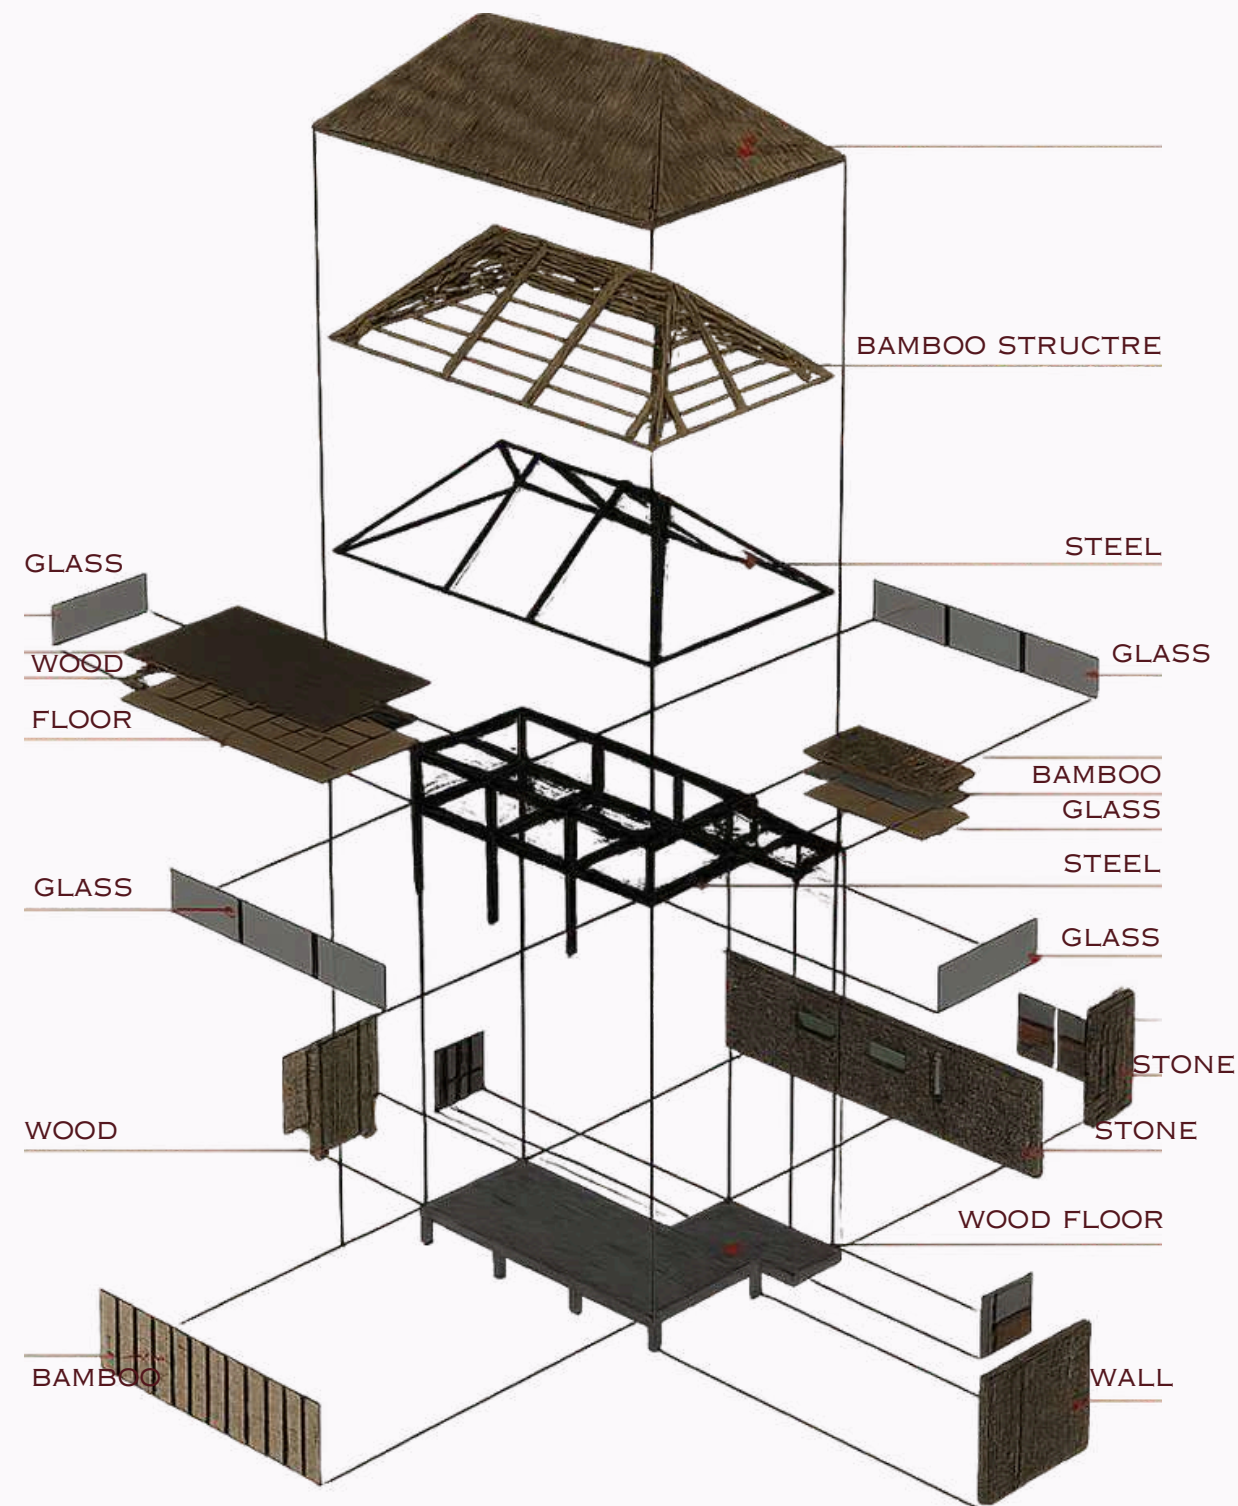 BAMBOO STRUCTRE
STEEL
GLASS
GLASS
WOOD
FLOOR
BAMBOO
GLASS
STEEL
GLASS
GLASS
STONE
WOOD
STONE
WOOD FLOOR
BAMBOO
WALL